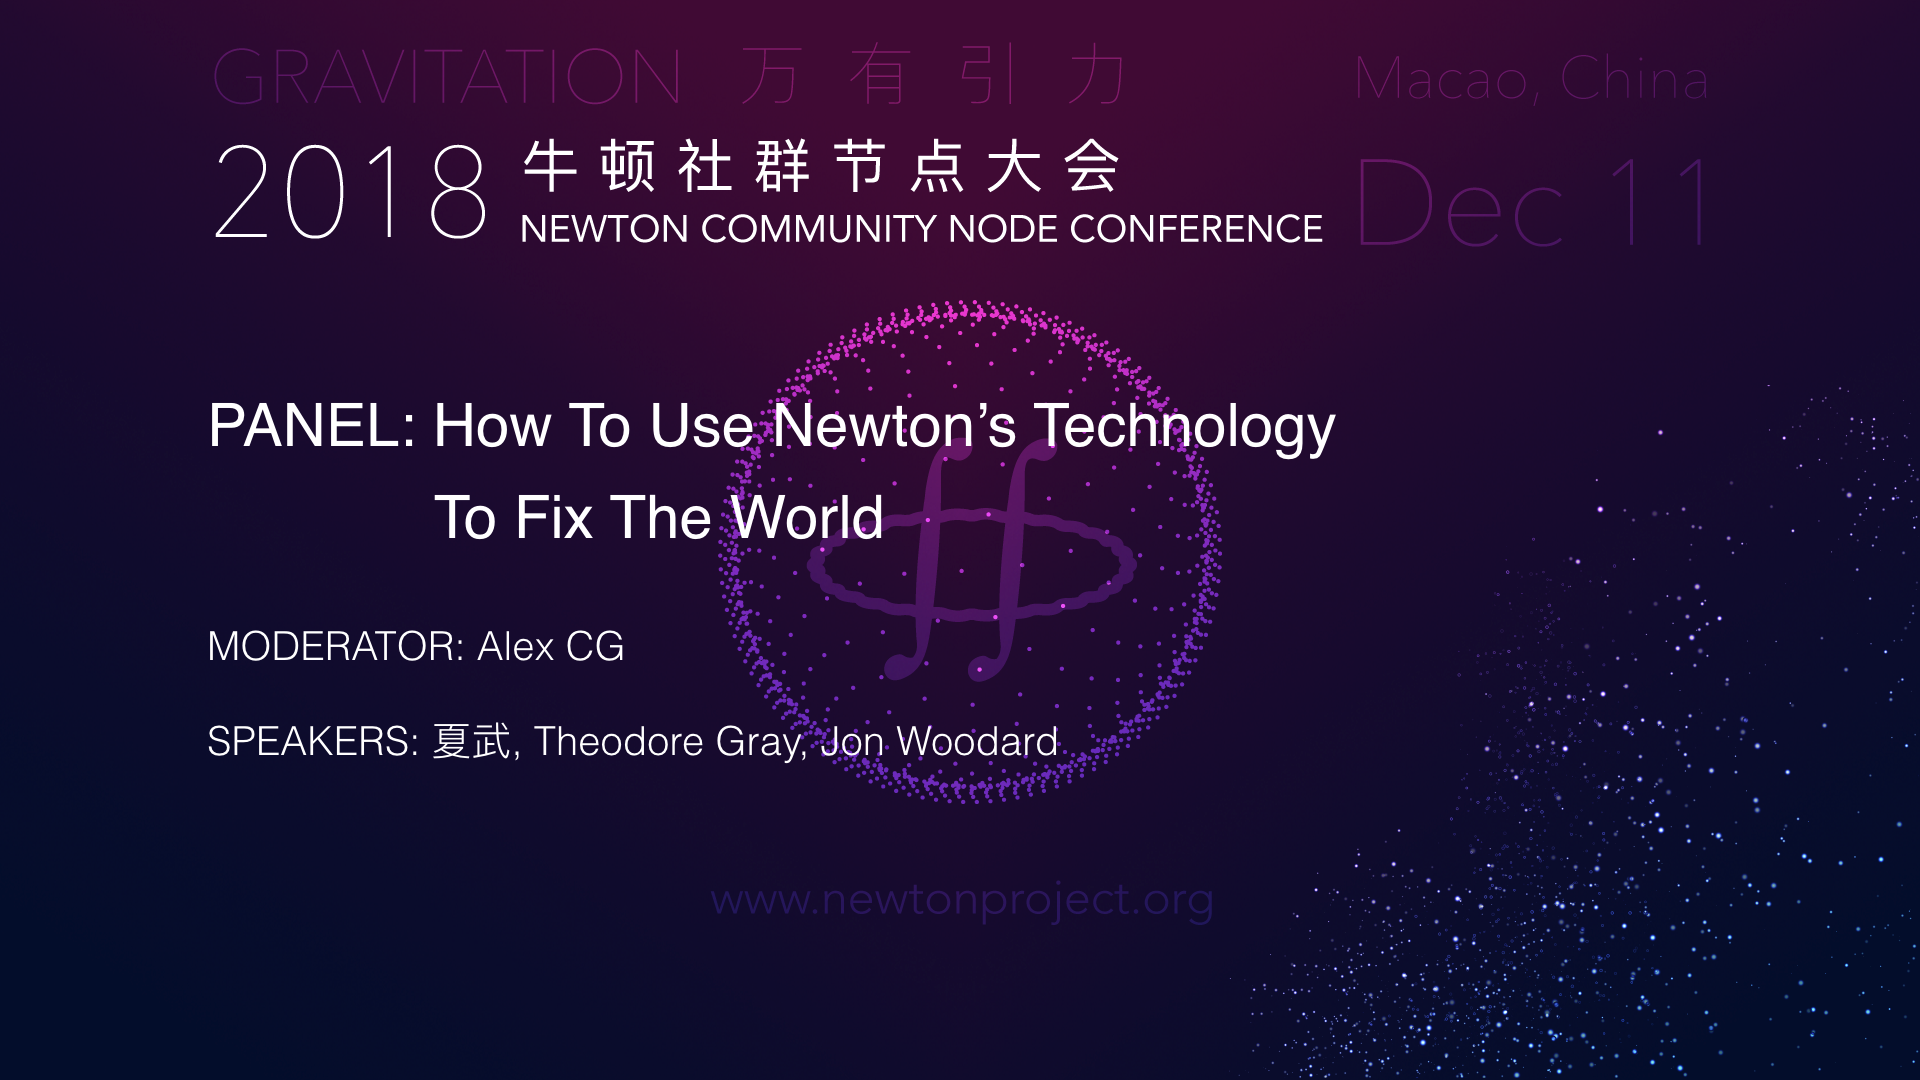 GRAVITATION 万有引力
Macao, China
2018 牛顿社群节点大会
NEWTON COMMUNITY NODE CONFERENCE
Dec 11
PANEL: How To Use Newton’s Technology
To Fix The World
MODERATOR: Alex CG
SPEAKERS: 夏武, Theodore Gray, Jon Woodard
www.newtonproject.org